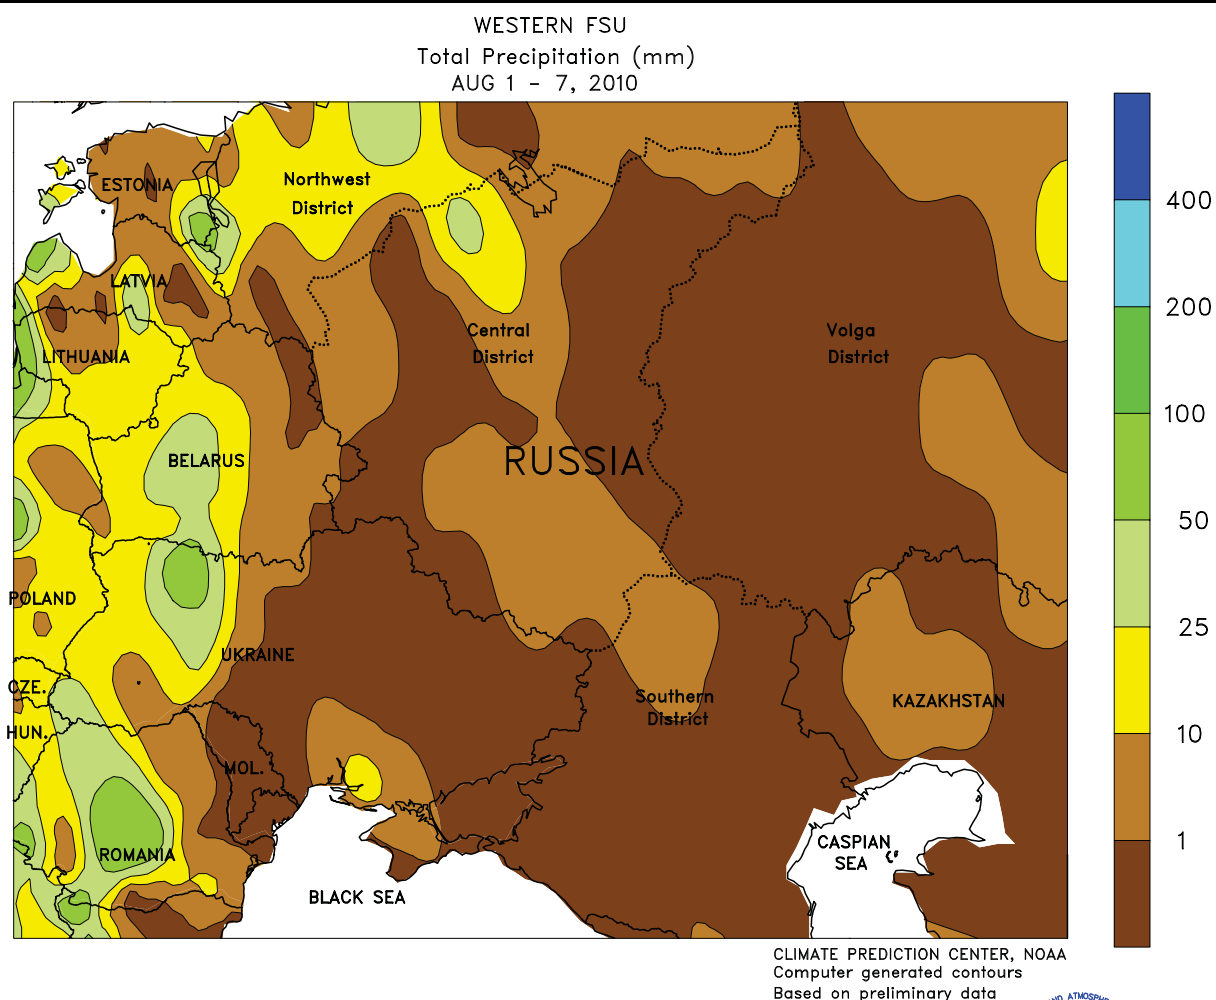 WESTERN FSU
Total Precipitation (mm)
AUG 1 - 7, 2010
ESTONIA
Northwest
District
LATVIA
LITHUANIA
Central
District
Volga
District
RUSSIA
BELARUS
POLAND
UKRAINE
CZE.
HUN.
Southern
District
KAZAKHSTAN
MOL.
ROMANIA
CASPIAN
SEA
BLACK SEA
400
200
100
50
25
10
1
CLIMATE PREDICTION CENTER, NOAA
Computer generated contours
Based on preliminary data